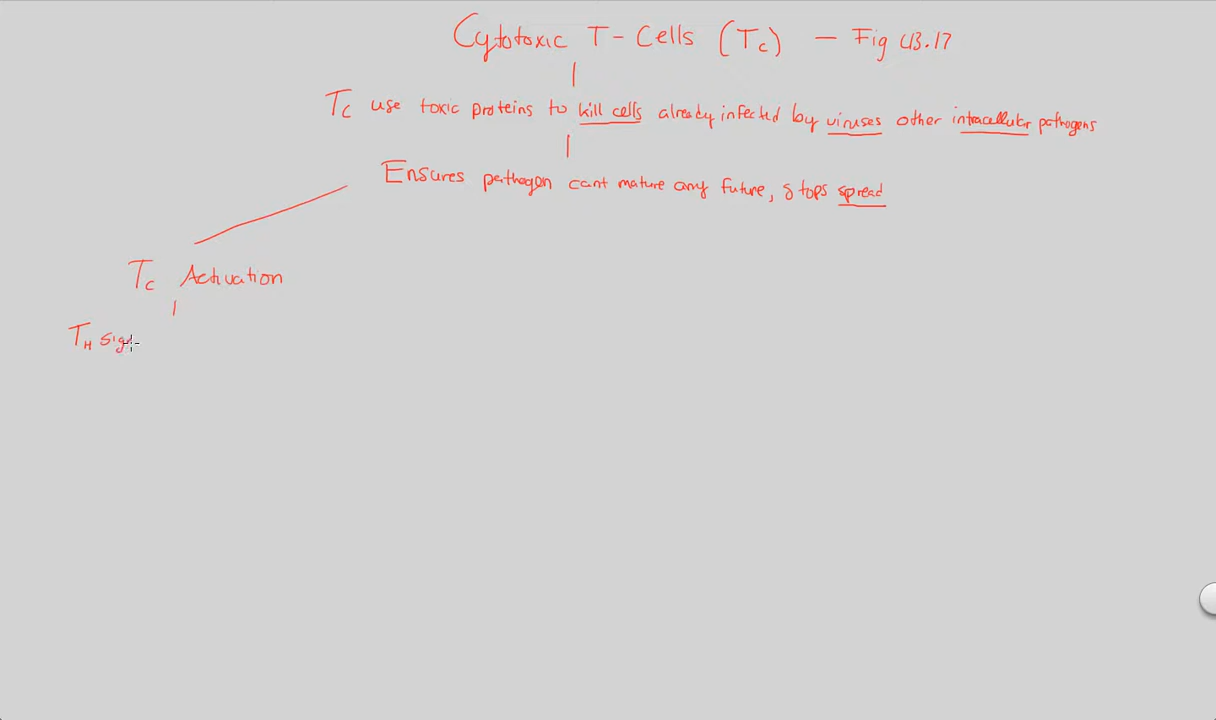 Cytotoxic T-Cells (Tc) — Fig 43.17
Tc use toxic proteins to kill cells already infected by viruses other intracellular pathogens
Ensures pathogen cant mature any future, stops spread
Tc Activation
TH sig